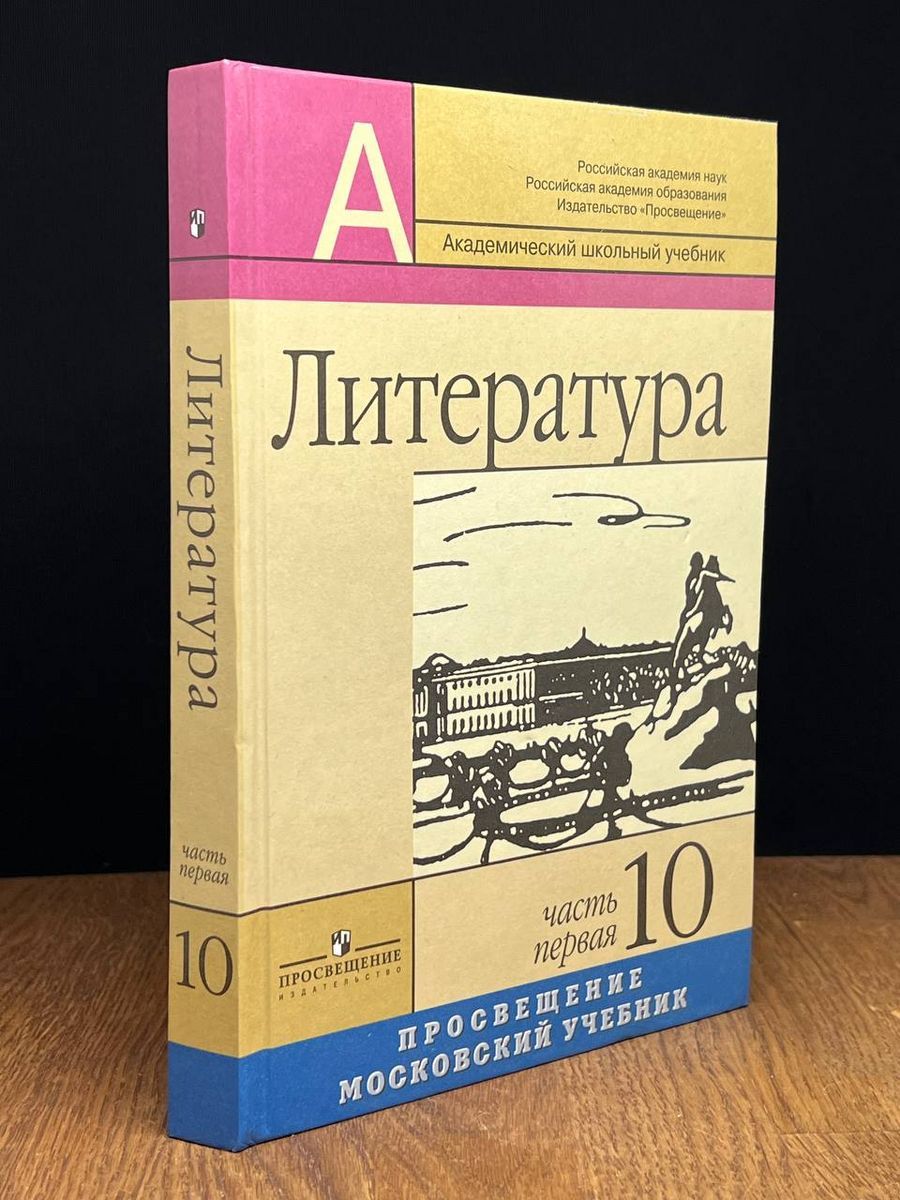 А
Российская академия наук
Российская академия образования
Издательство «Просвещение»
Академический школьный учебник
Литература
часть
первая
10
ПРОСВЕЩЕНИЕ
ИЗДАТЕЛЬСТВО
ПРОСВЕЩЕНИЕ
МОСКОВСКИЙ УЧЕБНИК
Литература
часть
первая
10